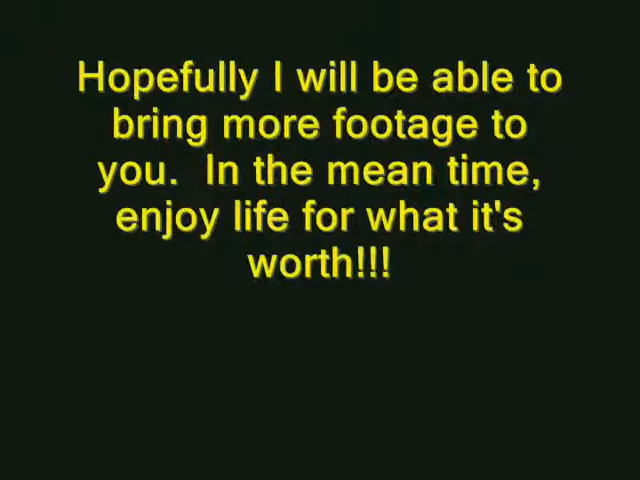 Hopefully I will be able to
bring more footage to
you.  In the mean time,
enjoy life for what it's
worth!!!